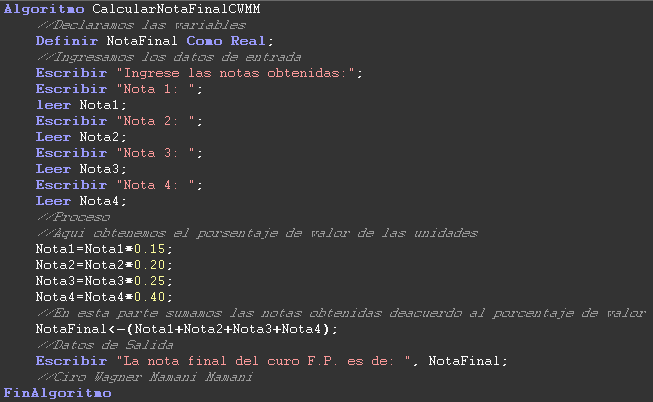 Algoritmo CalcularNotaFinalCWMM
//Declaramos las variables
Definir NotaFinal Como Real;
//Ingresamos los datos de entrada
Escribir "Ingrese las notas obtenidas:";
Escribir "Nota 1: ";
leer Nota1;
Escribir "Nota 2: ";
Leer Nota2;
Escribir "Nota 3: ";
Leer Nota3;
Escribir "Nota 4: ";
Leer Nota4;
//Proceso
//Aqui obtenemos el porsentaje de valor de las unidades
Nota1=Nota1*0.15;
Nota2=Nota2*0.20;
Nota3=Nota3*0.25;
Nota4=Nota4*0.40;
//En esta parte sumamos las notas obtenidas deacuerdo al porcentaje de valor
NotaFinal<-(Nota1+Nota2+Nota3+Nota4);
//Datos de Salida
Escribir "La nota final del curo F.P. es de: ", NotaFinal;
//Ciro Wagner Mamani Mamani
FinAlgoritmo